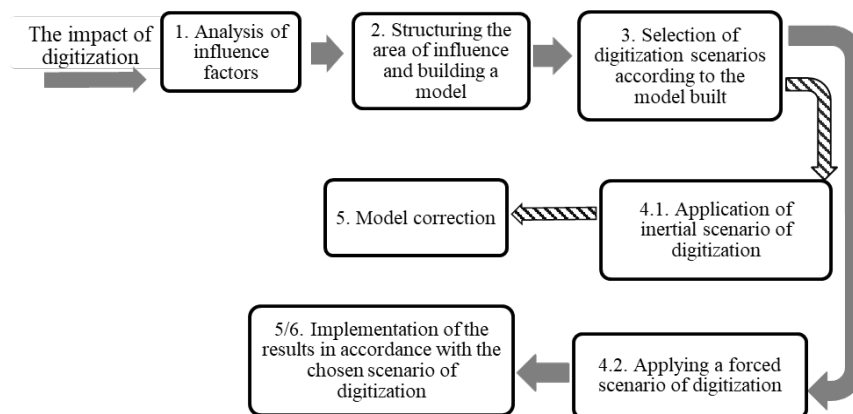 The impact of
digitization
1. Analysis of
influence
factors
2. Structuring the
area of influence
and building a
model
3. Selection of
digitization scenarios
according to the
model built
5. Model correction
4.1. Application of
inertial scenario of
digitization
5/6. Implementation of the
results in accordance with the
chosen scenario of
digitization
4.2. Applying a forced
scenario of digitization